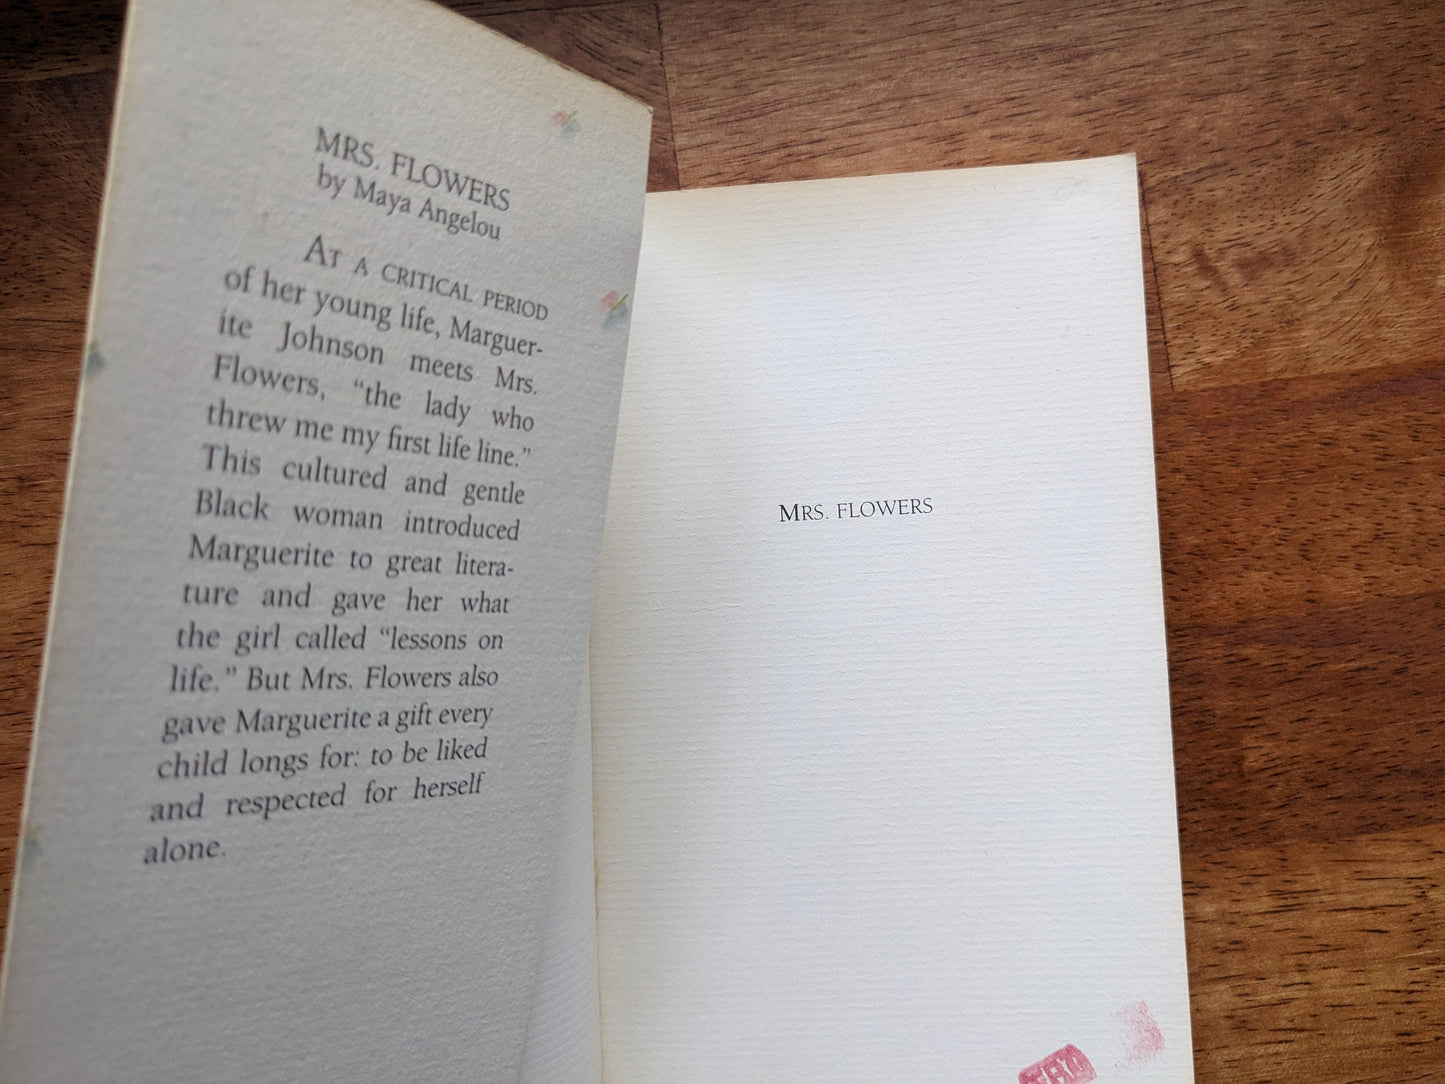 MRS. FLOWERS
by Maya Angelou
AT A CRITICAL PERIOD
of her young life, Marguer-
ite Johnson meets Mrs.
Flowers, “the lady who
threw me my first life line.”
This cultured and gentle
Black woman introduced
Marguerite to great litera-
ture and gave her what
the girl called “lessons on
life.” But Mrs. Flowers also
gave Marguerite a gift every
child longs for: to be liked
and respected for herself
alone.
MRS. FLOWERS